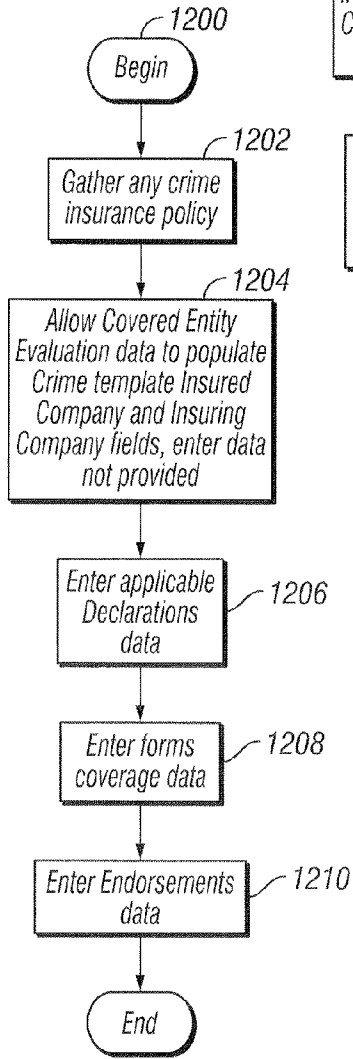 1200
Begin
1202
Gather any crime
insurance policy
1204
Allow Covered Entity
Evaluation data to populate
Crime template Insured
Company and Insuring
Company fields, enter data
not provided
Enter applicable
Declarations
data
1206
Enter forms
coverage data
1208
Enter Endorsements
data
1210
End
C